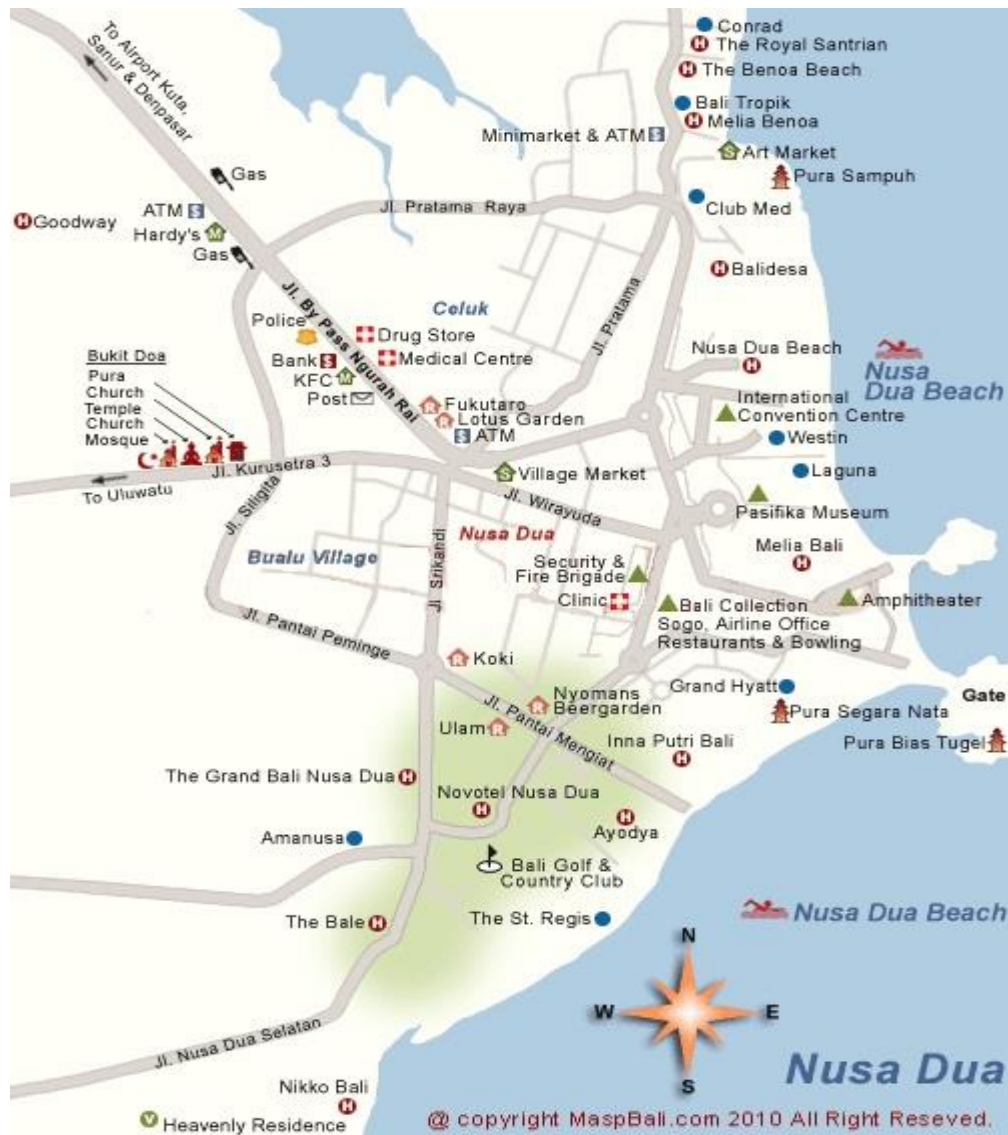 To Airport Kuta,
Sanur & Denpasar
Conrad
H The Royal Santrian
H The Benoa Beach
Bali Tropik
H Melia Benoa
Minimarket & ATM $
S Art Market
Pura Sampuh
Gas
Jl. Pratama Raya
Club Med
ATM $
H Goodway
Hardy's M
Gas
H Balidesa
Jl. By Pass Ngurah Rai
Celuk
Jl. Pratama
Police
Drug Store
Medical Centre
Bank $
KFC M
Post
Nusa Dua Beach
H
Nusa
Dua Beach
Bukit Doa
Pura
Church
Temple
Church
Mosque
R Fukutaro
R Lotus Garden
$ ATM
International
Convention Centre
Westin
Jl. Kurusetra 3
To Uluwatu
S Village Market
Laguna
Jl. Siligita
Jl. Wirayuda
Pasifika Museum
Nusa Dua
Bualu Village
Jl Srikandi
Melia Bali
H
Security &
Fire Brigade
Clinic
Bali Collection
Sogo, Airline Office
Restaurants & Bowling
Amphitheater
Jl. Pantai Peminge
R Koki
Grand Hyatt
Gate
Nyomans
R Beergarden
Pura Segara Nata
Ulam R
Jl. Pantai Mengiat
Inna Putri Bali
H
Pura Bias Tugel
The Grand Bali Nusa Dua H
Novotel Nusa Dua
H
H
Ayodya
Amanusa
Bali Golf &
Country Club
The Bale H
The St. Regis
Nusa Dua Beach
N
W E
S
Jl. Nusa Dua Selatan
Nusa Dua
Nikko Bali
H
V Heavenly Residence
@ copyright MaspBali.com 2010 All Right Reseved.